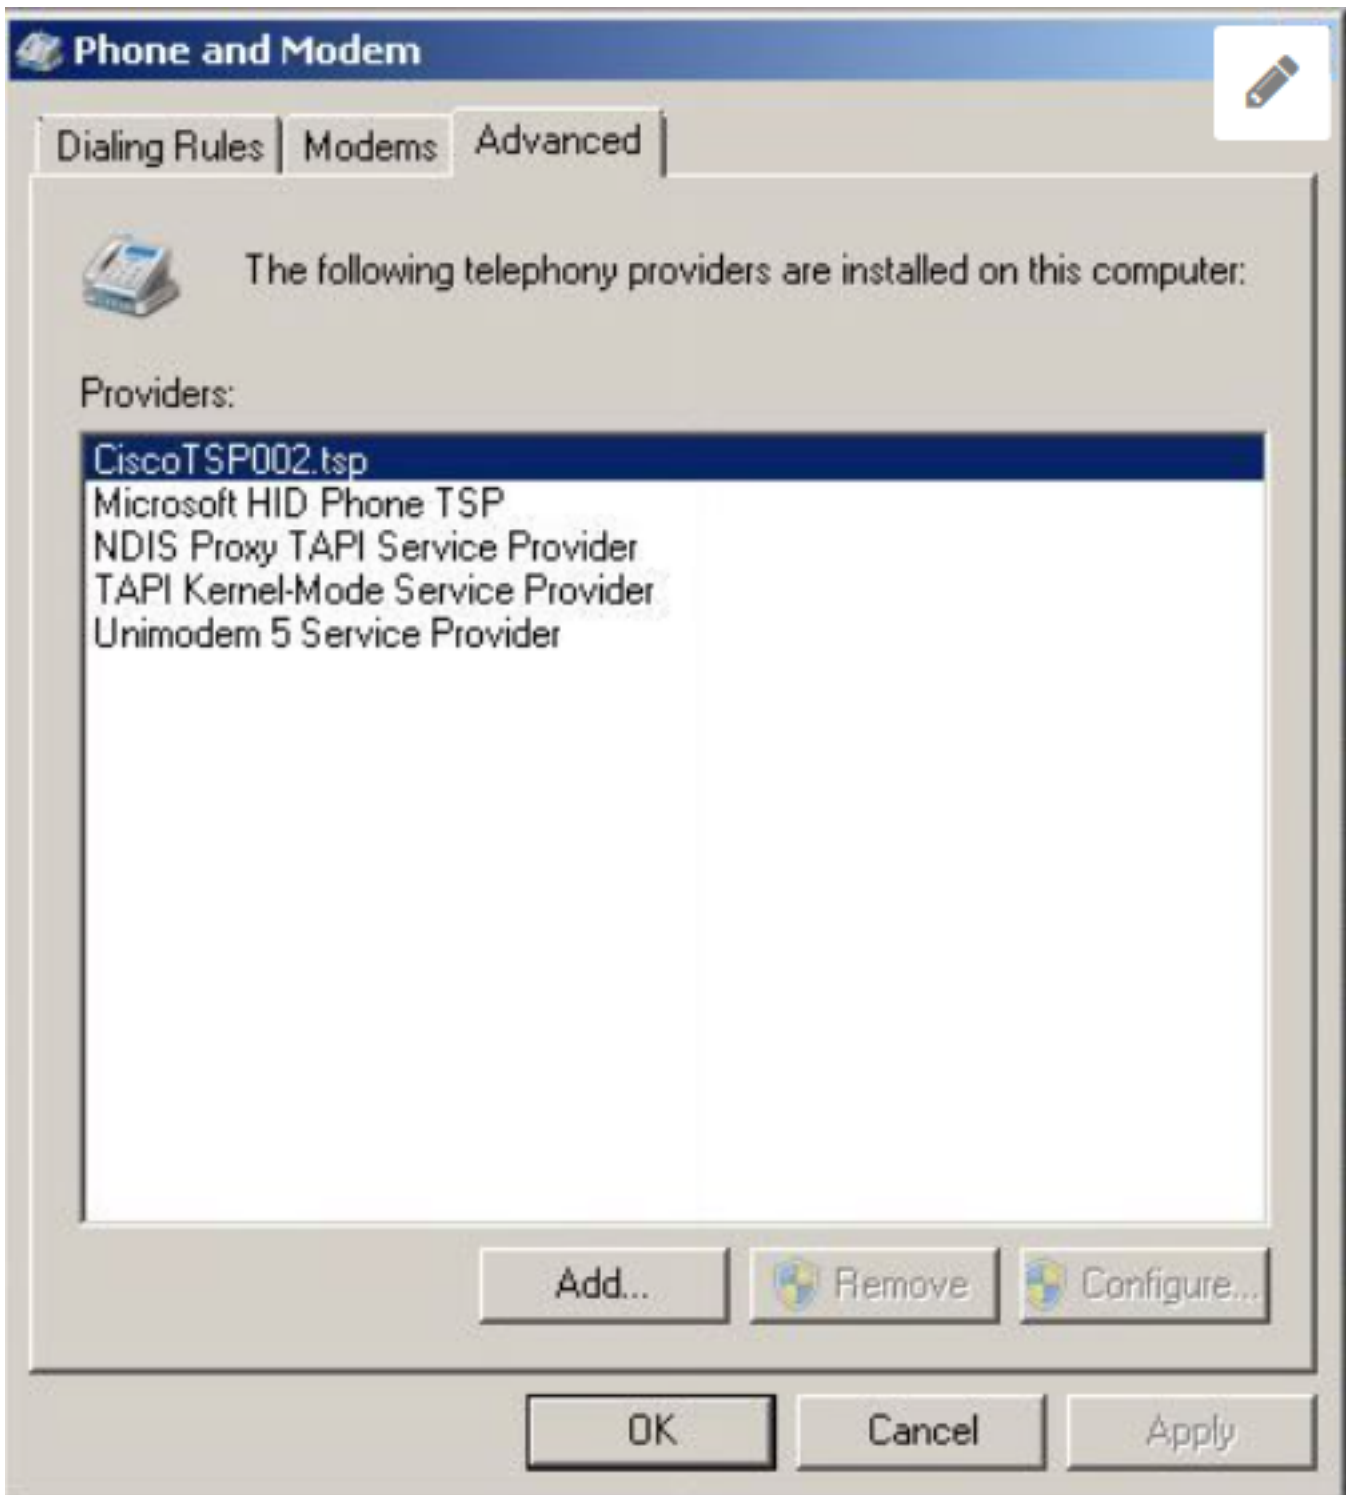 Phone and Modem
Dialing Rules
Modems
Advanced
The following telephony providers are installed on this computer:
Providers:
CiscoTSP002.tsp
Microsoft HID Phone TSP
NDIS Proxy TAPI Service Provider
TAPI Kernel-Mode Service Provider
Unimodem 5 Service Provider
Add...
Remove
Configure...
OK
Cancel
Apply